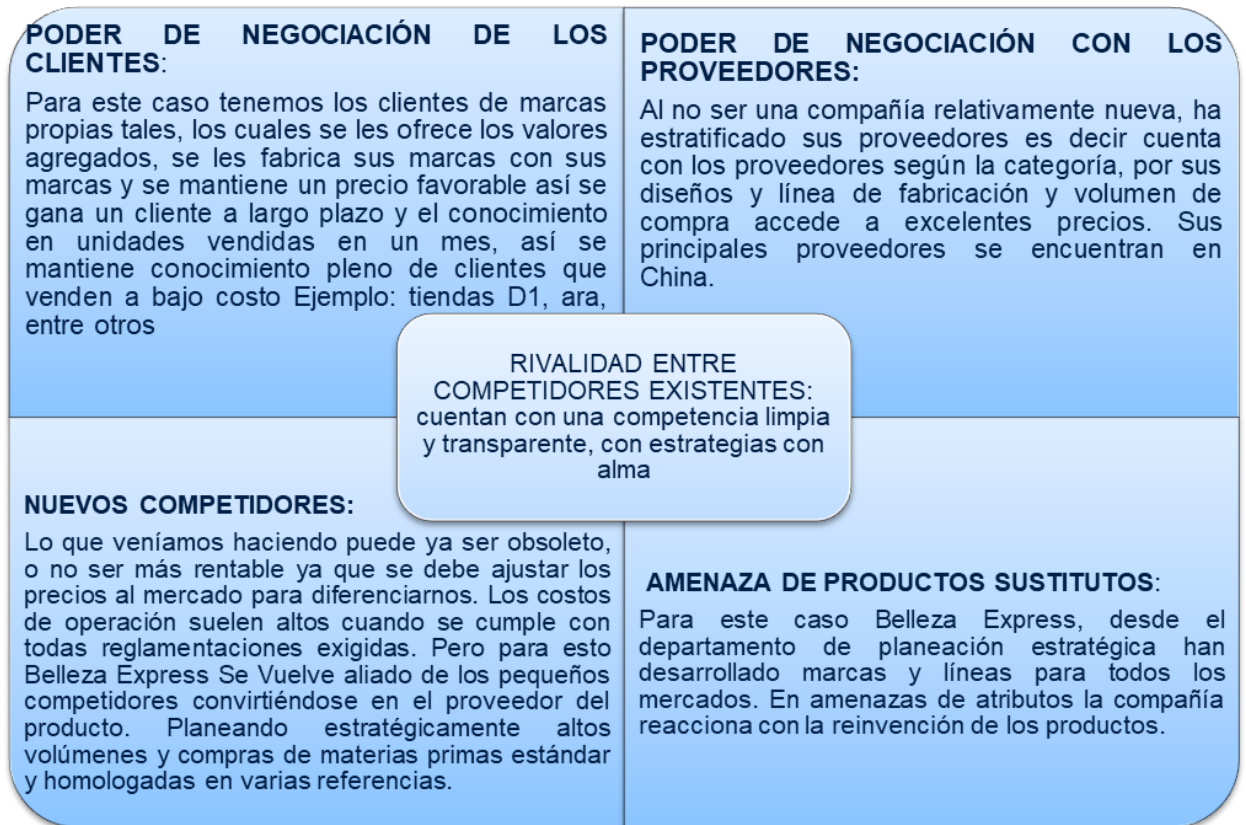 PODER DE NEGOCIACIÓN DE LOS
CLIENTES:
Para este caso tenemos los clientes de marcas
propias tales, los cuales se les ofrece los valores
agregados, se les fabrica sus marcas con sus
marcas y se mantiene un precio favorable así se
gana un cliente a largo plazo y el conocimiento
en unidades vendidas en un mes, así se
mantiene conocimiento pleno de clientes que
venden a bajo costo Ejemplo: tiendas D1, ara,
entre otros
PODER DE NEGOCIACIÓN CON LOS
PROVEEDORES:
Al no ser una compañía relativamente nueva, ha
estratificado sus proveedores es decir cuenta
con los proveedores según la categoría, por sus
diseños y línea de fabricación y volumen de
compra accede a excelentes precios. Sus
principales proveedores se encuentran en
China.
RIVALIDAD ENTRE
COMPETIDORES EXISTENTES:
cuentan con una competencia limpia
y transparente, con estrategias con
alma
NUEVOS COMPETIDORES:
Lo que veníamos haciendo puede ya ser obsoleto,
o no ser más rentable ya que se debe ajustar los
precios al mercado para diferenciarnos. Los costos
de operación suelen altos cuando se cumple con
todas reglamentaciones exigidas. Pero para esto
Belleza Express Se Vuelve aliado de los pequeños
competidores convirtiéndose en el proveedor del
producto. Planeando estratégicamente altos
volúmenes y compras de materias primas estándar
y homologadas en varias referencias.
AMENAZA DE PRODUCTOS SUSTITUTOS:
Para este caso Belleza Express, desde el
departamento de planeación estratégica han
desarrollado marcas y líneas para todos los
mercados. En amenazas de atributos la compañía
reacciona con la reinvención de los productos.